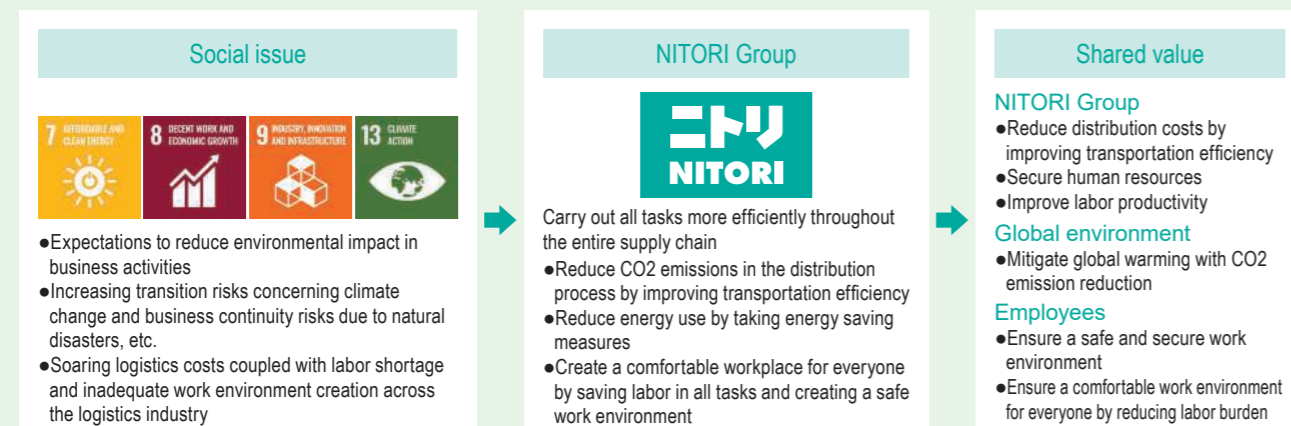 Social issue
7 AFFORDABLE AND
CLEAN ENERGY
8 DECENT WORK AND
ECONOMIC GROWTH
9 INDUSTRY, INNOVATION
AND INFRASTRUCTURE
13 CLIMATE
ACTION
●Expectations to reduce environmental impact in
business activities
●Increasing transition risks concerning climate
change and business continuity risks due to natural
disasters, etc.
●Soaring logistics costs coupled with labor shortage
and inadequate work environment creation across
the logistics industry
NITORI Group
ニトリ
NITORI
Carry out all tasks more efficiently throughout
the entire supply chain
●Reduce CO2 emissions in the distribution
process by improving transportation efficiency
●Reduce energy use by taking energy saving
measures
●Create a comfortable workplace for everyone
by saving labor in all tasks and creating a safe
work environment
Shared value
NITORI Group
●Reduce distribution costs by
improving transportation efficiency
●Secure human resources
●Improve labor productivity
Global environment
●Mitigate global warming with CO2
emission reduction
Employees
●Ensure a safe and secure work
environment
●Ensure a comfortable work environment
for everyone by reducing labor burden